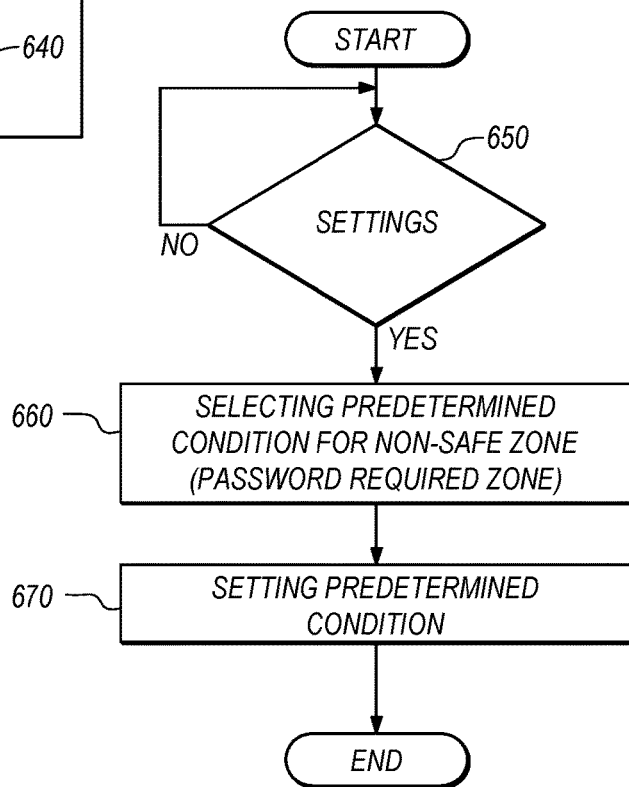 640
START
650
SETTINGS
NO
YES
660
SELECTING PREDETERMINED
CONDITION FOR NON-SAFE ZONE
(PASSWORD REQUIRED ZONE)
670
SETTING PREDETERMINED
CONDITION
END